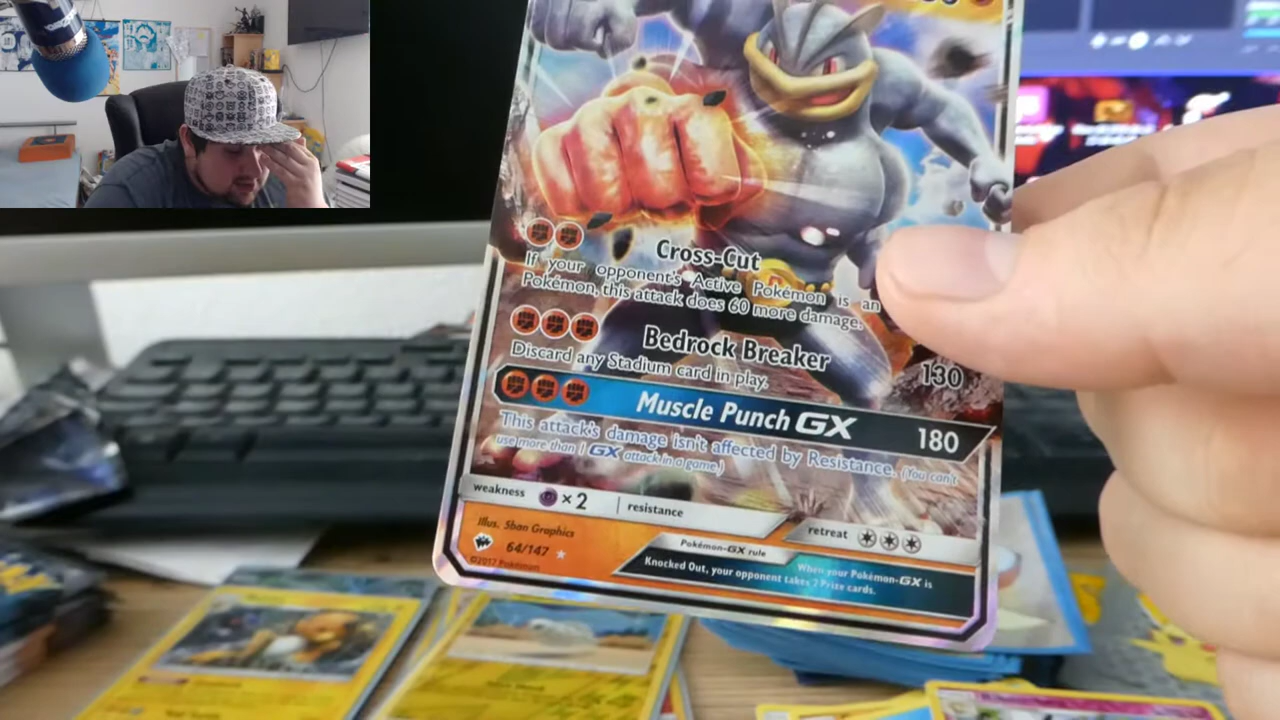 Cross-Cut
If your opponent's Active Pokémon is an
Pokémon, this attack does 60 more damage.
Bedrock Breaker
130
Discard any Stadium card in play.
Muscle Punch GX
180
This attack's damage isn't affected by Resistance. (You can't
use more than 1 GX attack in a game.)
weakness ×2 resistance
retreat
Illus. 5ban Graphics
64/147
©2017 Pokémon
Pokémon-GX rule
When your Pokémon-GX is
Knocked Out, your opponent takes 2 Prize cards.